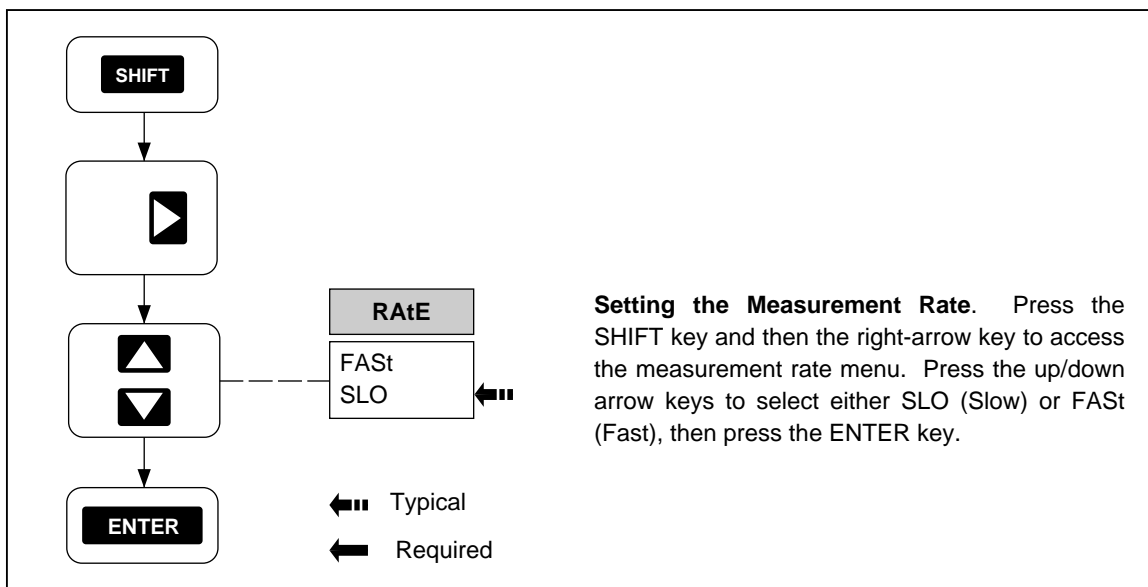 SHIFT
RAtE
FASt
SLO
ENTER
Typical
Required
Setting the Measurement Rate. Press the
SHIFT key and then the right-arrow key to access
the measurement rate menu. Press the up/down
arrow keys to select either SLO (Slow) or FASt
(Fast), then press the ENTER key.